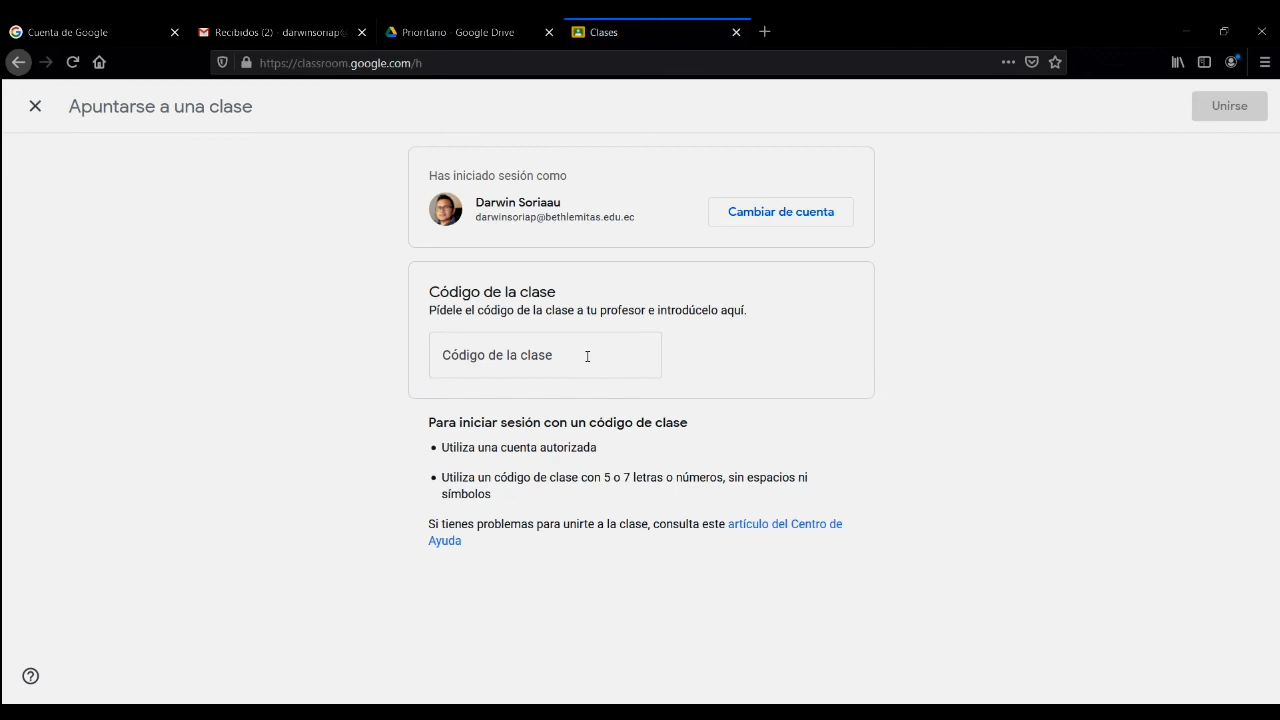 Cuenta de Google
Recibidos (2) - darwinsoriap@
Prioritario - Google Drive
Clases
https://classroom.google.com/h
Apuntarse a una clase
Unirse
Has iniciado sesión como
Darwin Soriaau
darwinsoriap@bethlemitas.edu.ec
Cambiar de cuenta
Código de la clase
Pídele el código de la clase a tu profesor e introdúcelo aquí.
Código de la clase
Para iniciar sesión con un código de clase
• Utiliza una cuenta autorizada
• Utiliza un código de clase con 5 o 7 letras o números, sin espacios ni
símbolos
Si tienes problemas para unirte a la clase, consulta este artículo del Centro de
Ayuda